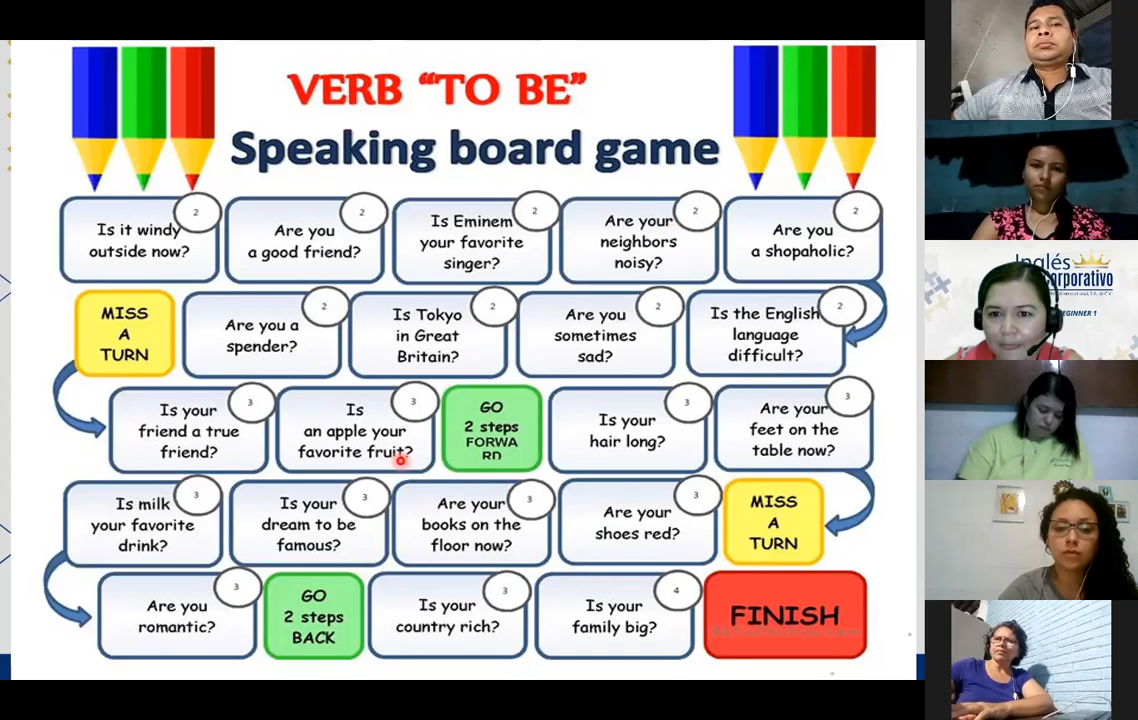 VERB “TO BE”
Speaking board game
2
Is it windy
outside now?
2
Are you
a good friend?
2
Is Eminem
your favorite
singer?
2
Are your
neighbors
noisy?
2
Are you
a shopaholic?
MISS
A
TURN
2
Are you a
spender?
2
Is Tokyo
in Great
Britain?
2
Are you
sometimes
sad?
2
Is the English
language
difficult?
3
Is your
friend a true
friend?
3
Is
an apple your
favorite fruit?
GO
2 steps
FORWA
RD
3
Is your
hair long?
3
Are your
feet on the
table now?
3
Is milk
your favorite
drink?
3
Is your
dream to be
famous?
3
Are your
books on the
floor now?
3
Are your
shoes red?
MISS
A
TURN
3
Are you
romantic?
GO
2 steps
BACK
3
Is your
country rich?
4
Is your
family big?
FINISH
Inglés
orporativo
EGINNER 1